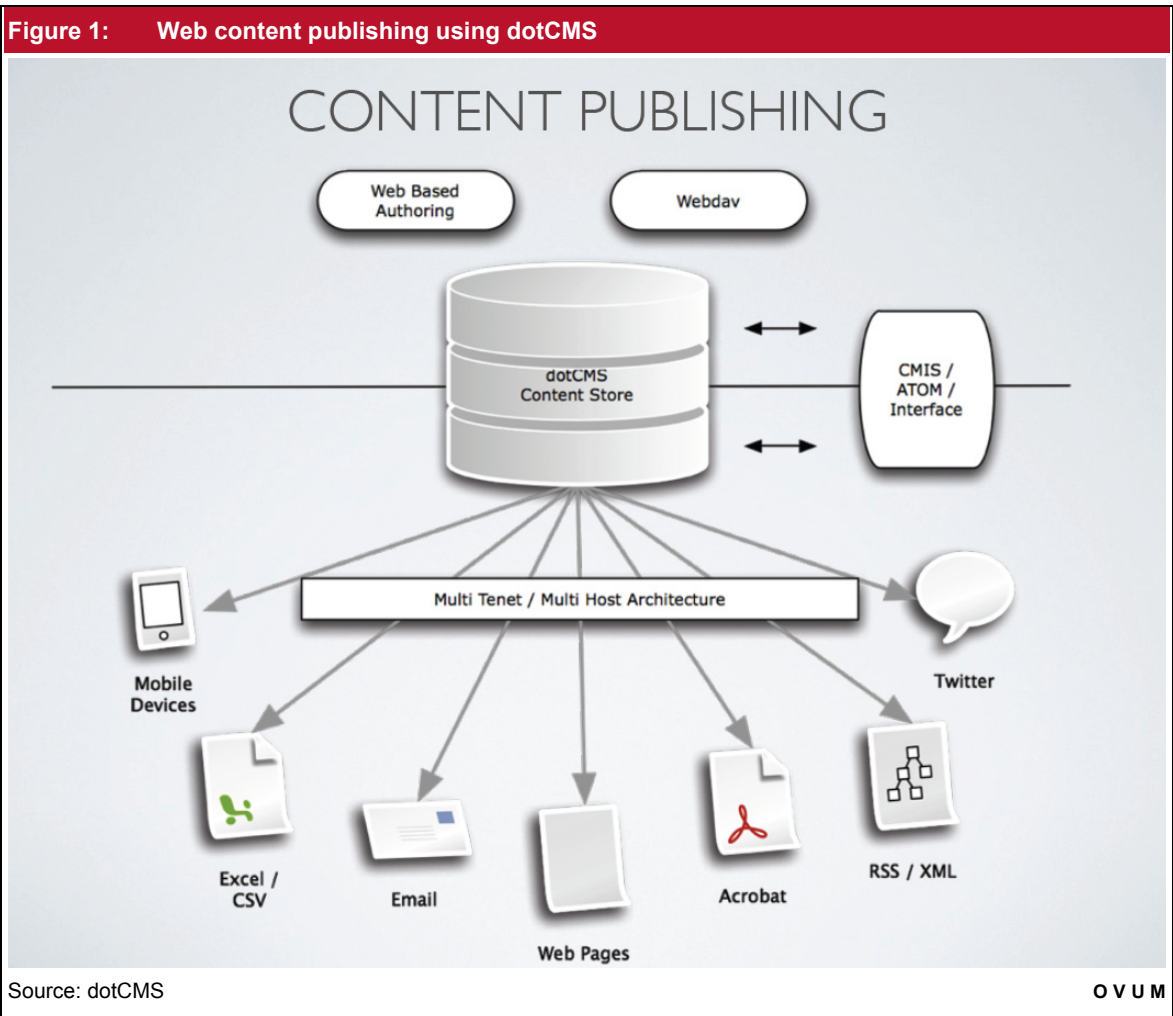 Figure 1: Web content publishing using dotCMS
CONTENT PUBLISHING
Web Based
Authoring
Webdav
dotCMS
Content Store
CMIS /
ATOM /
Interface
Multi Tenet / Multi Host Architecture
Mobile
Devices
Twitter
Excel /
CSV
Email
Web Pages
Acrobat
RSS / XML
Source: dotCMS
OVUM